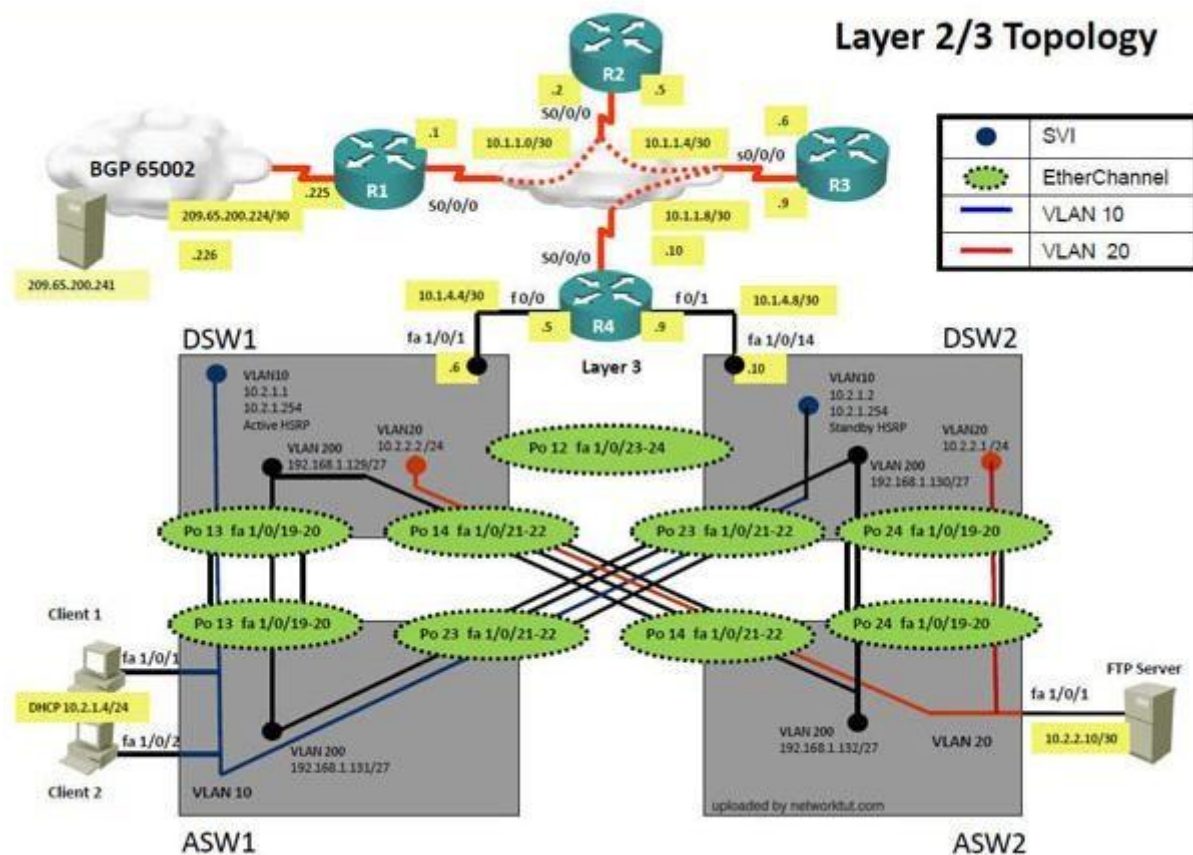 Layer 2/3 Topology
R2
.2
.5
S0/0/0
.1
10.1.1.0/30
10.1.1.4/30
.6
s0/0/0
BGP 65002
.225
R1
S0/0/0
R3
.9
209.65.200.224/30
10.1.1.8/30
.226
.10
209.65.200.241
S0/0/0
SVI
EtherChannel
VLAN 10
VLAN 20
10.1.4.4/30
f 0/0
f 0/1
10.1.4.8/30
.5
R4
.9
fa 1/0/1
fa 1/0/14
Layer 3
DSW1
DSW2
.6
.10
VLAN10
10.2.1.1
10.2.1.254
Active HSRP
VLAN 200
192.168.1.129/27
VLAN20
10.2.2.2/24
Po 12 fa 1/0/23-24
VLAN10
10.2.1.2
10.2.1.254
Standby HSRP
VLAN 200
192.168.1.130/27
VLAN20
10.2.2.1/24
Po 13 fa 1/0/19-20
Po 14 fa 1/0/21-22
Po 23 fa 1/0/21-22
Po 24 fa 1/0/19-20
Po 13 fa 1/0/19-20
Po 23 fa 1/0/21-22
Po 14 fa 1/0/21-22
Po 24 fa 1/0/19-20
Client 1
fa 1/0/1
DHCP 10.2.1.4/24
fa 1/0/2
Client 2
VLAN 200
192.168.1.131/27
VLAN 10
VLAN 200
192.168.1.132/27
VLAN 20
FTP Server
fa 1/0/1
10.2.2.10/30
uploaded by networktut.com
ASW1
ASW2